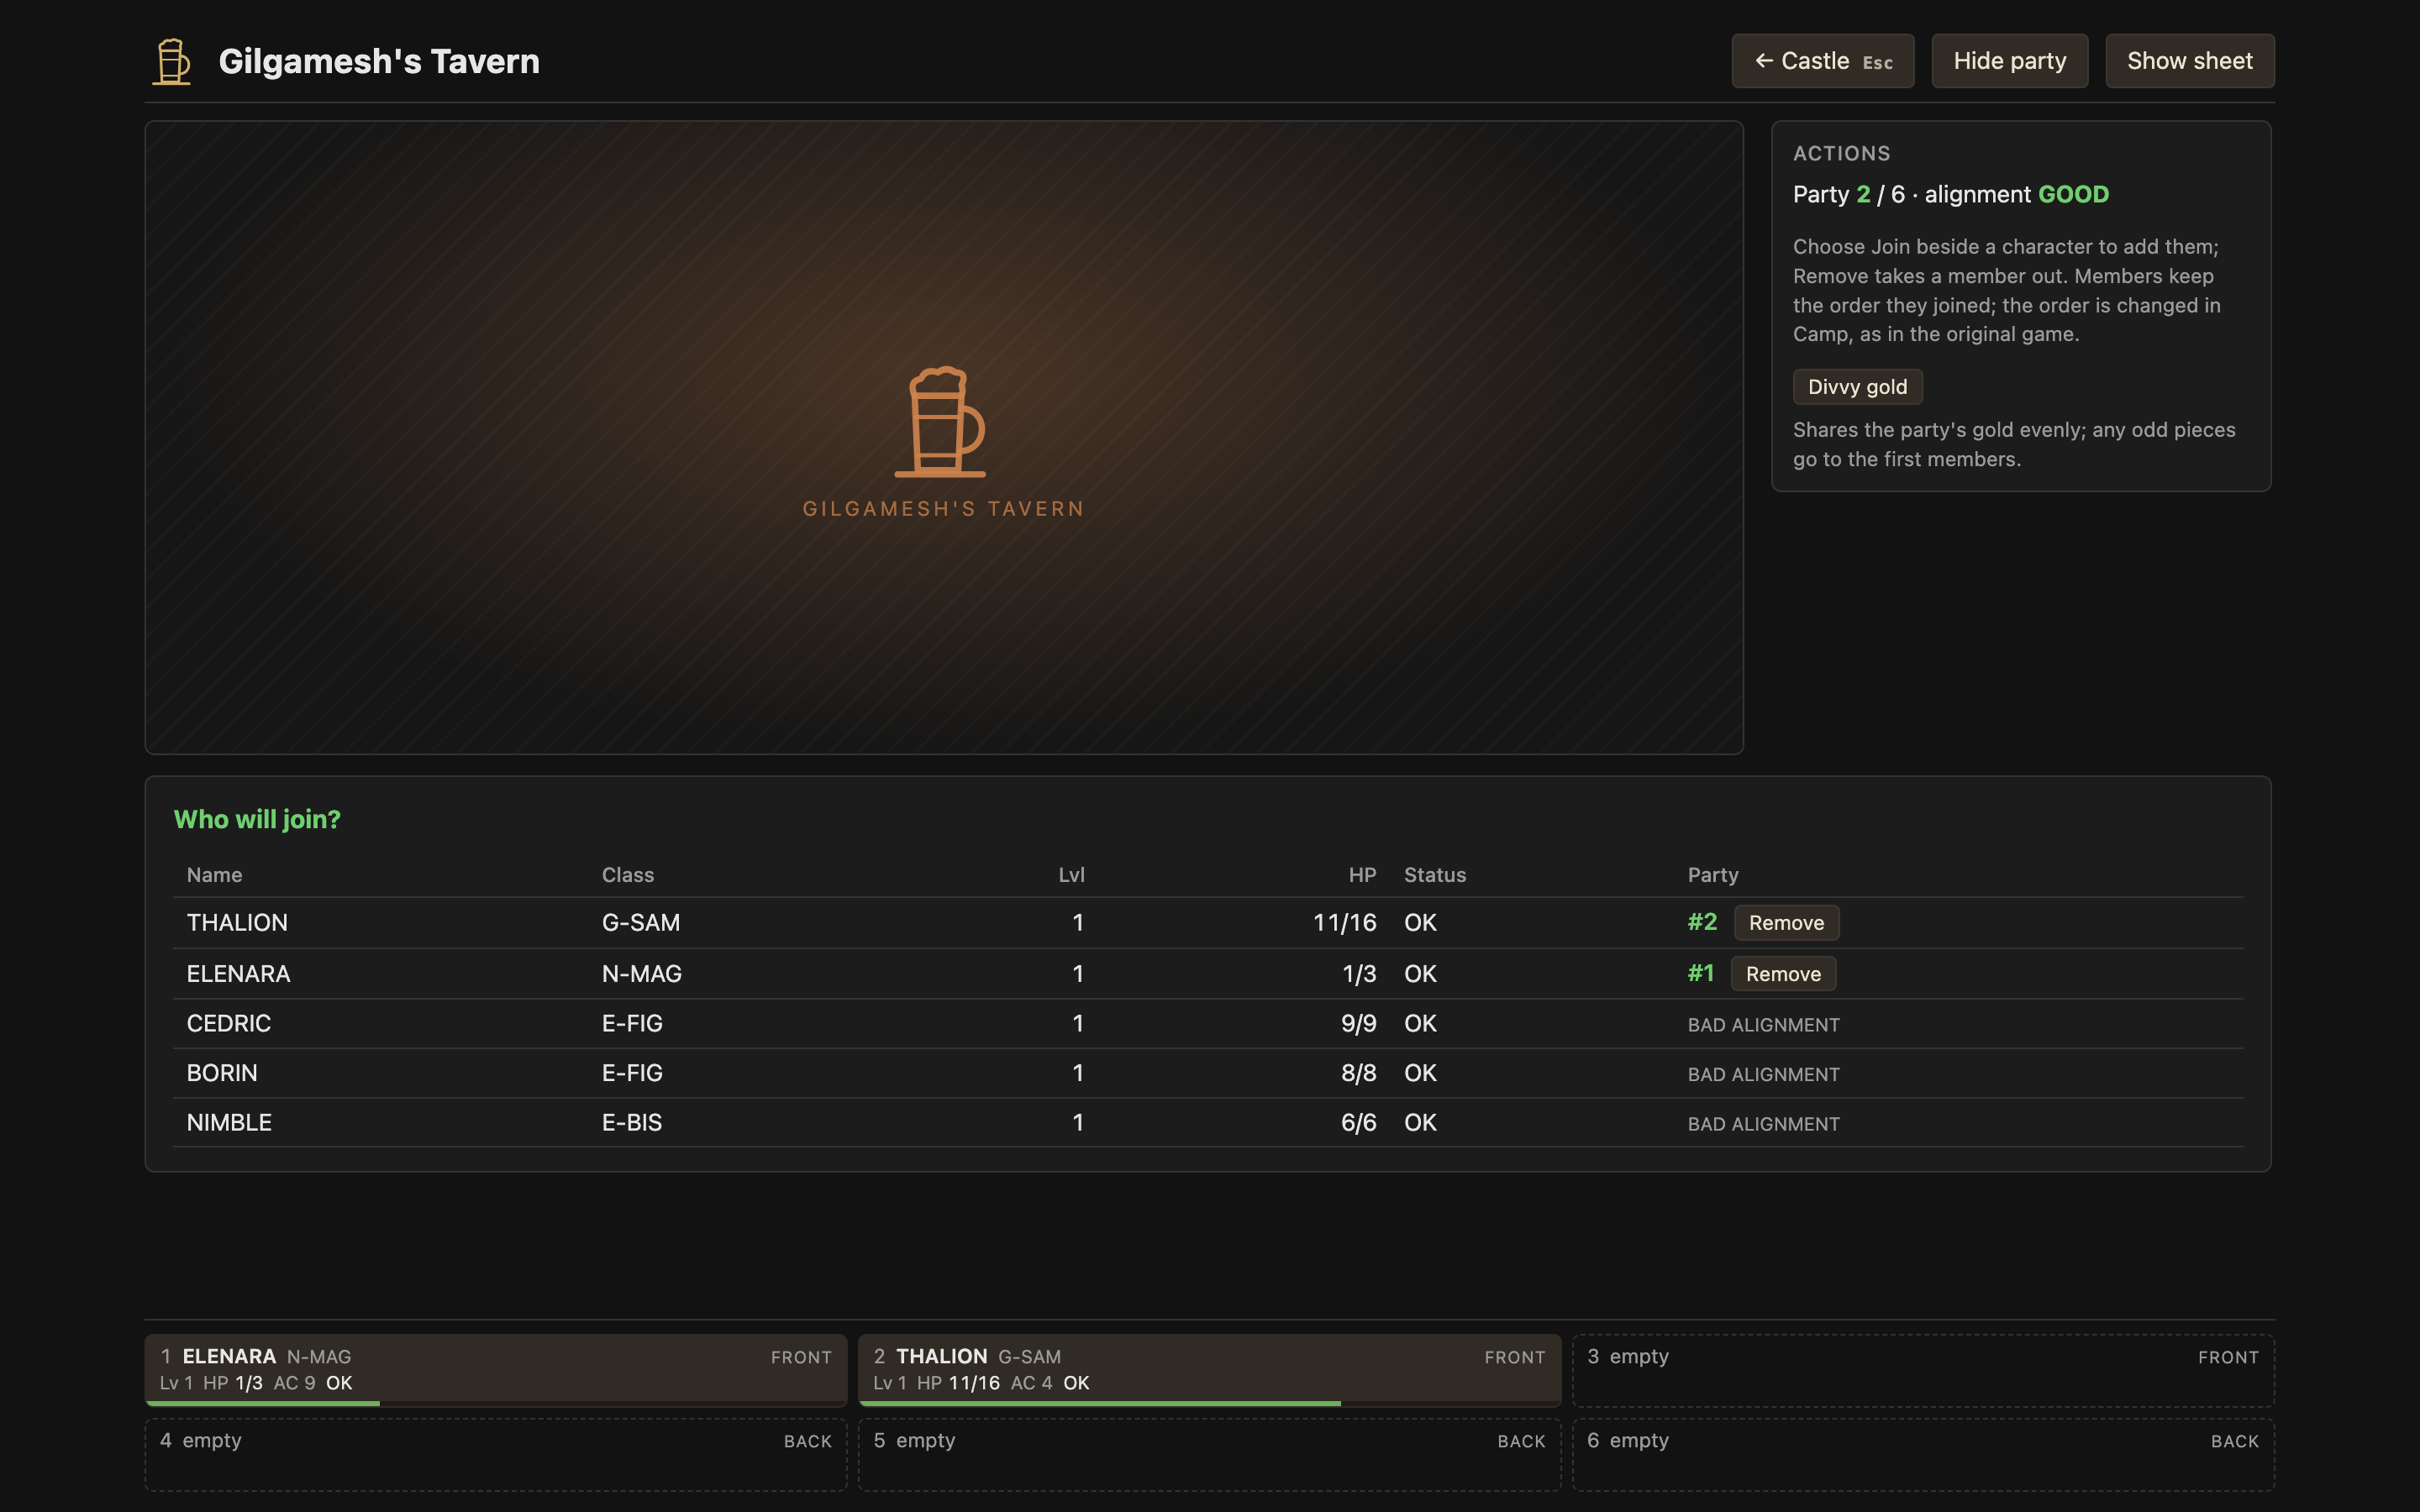 Gilgamesh's Tavern
← Castle Esc
Hide party
Show sheet
GILGAMESH'S TAVERN
ACTIONS
Party 2 / 6 · alignment GOOD
Choose Join beside a character to add them;
Remove takes a member out. Members keep
the order they joined; the order is changed in
Camp, as in the original game.
Divvy gold
Shares the party's gold evenly; any odd pieces
go to the first members.
Who will join?
Name Class Lvl HP Status Party
THALION G-SAM 1 11/16 OK #2 Remove
ELENARA N-MAG 1 1/3 OK #1 Remove
CEDRIC E-FIG 1 9/9 OK BAD ALIGNMENT
BORIN E-FIG 1 8/8 OK BAD ALIGNMENT
NIMBLE E-BIS 1 6/6 OK BAD ALIGNMENT
1 ELENARA N-MAG FRONT
Lv 1 HP 1/3 AC 9 OK
2 THALION G-SAM FRONT
Lv 1 HP 11/16 AC 4 OK
3 empty FRONT
4 empty BACK
5 empty BACK
6 empty BACK